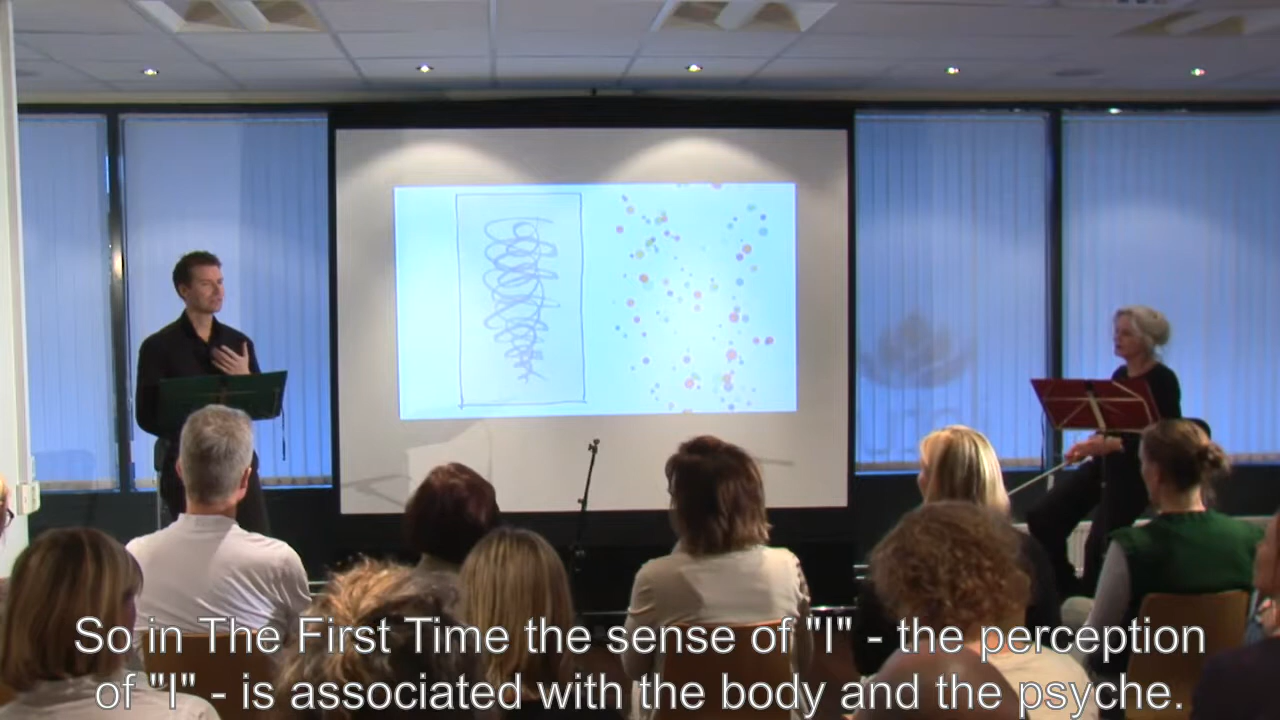 So in The First Time the sense of "I" - the perception
of "I" - is associated with the body and the psyche.